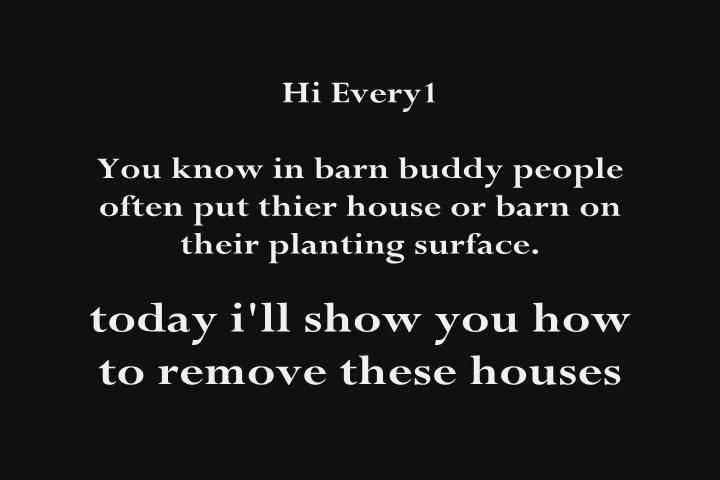 Hi Every1
You know in barn buddy people
often put thier house or barn on
their planting surface.
today i'll show you how
to remove these houses